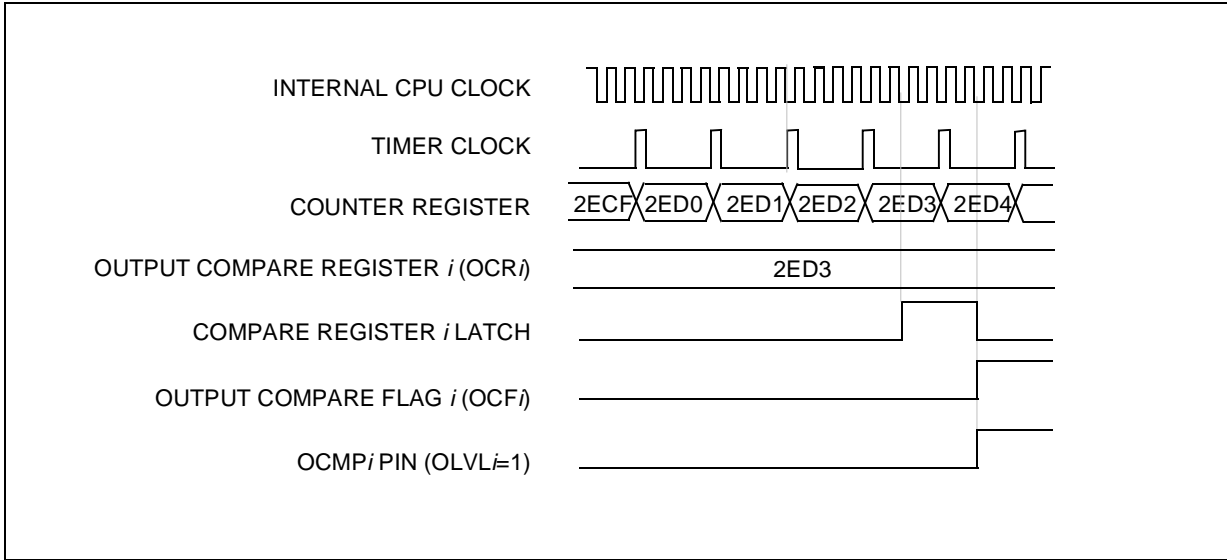 INTERNAL CPU CLOCK
TIMER CLOCK
COUNTER REGISTER 2ECF 2ED0 2ED1 2ED2 2ED3 2ED4
OUTPUT COMPARE REGISTER i (OCRi) 2ED3
COMPARE REGISTER i LATCH
OUTPUT COMPARE FLAG i (OCFi)
OCMPi PIN (OLVLi=1)